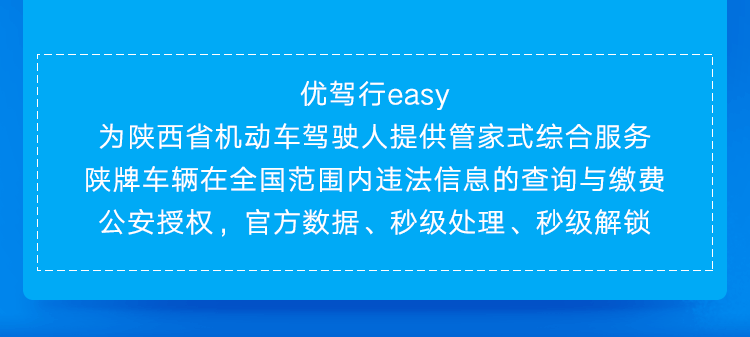 优驾行easy
为陕西省机动车驾驶人提供管家式综合服务
陕牌车辆在全国范围内违法信息的查询与缴费
公安授权，官方数据、秒级处理、秒级解锁